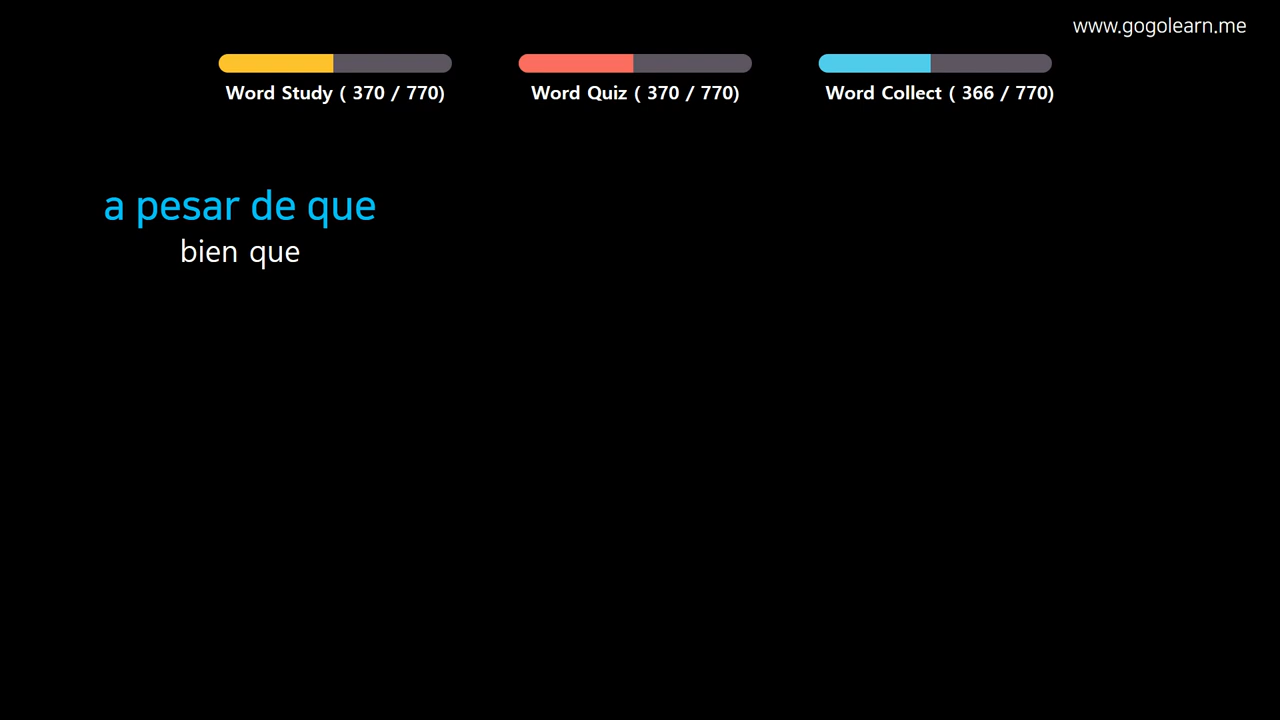 www.gogolearn.me
Word Study ( 370 / 770)
Word Quiz ( 370 / 770)
Word Collect ( 366 / 770)
a pesar de que
bien que